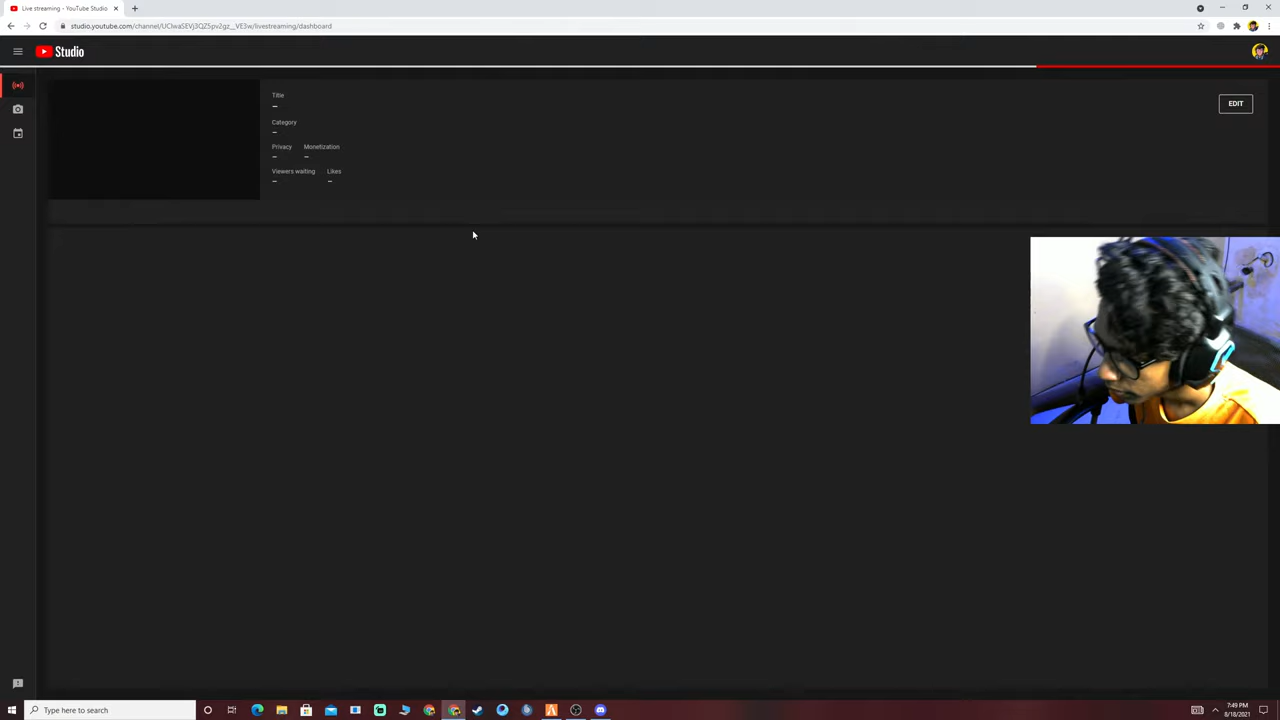 Live streaming - YouTube Studio
studio.youtube.com/channel/UClwaSEVj3QZ5pv2gz__VE3w/livestreaming/dashboard
Studio
Title
–
EDIT
Category
–
Privacy Monetization
– –
Viewers waiting Likes
– –
Type here to search
7:49 PM
8/18/2021